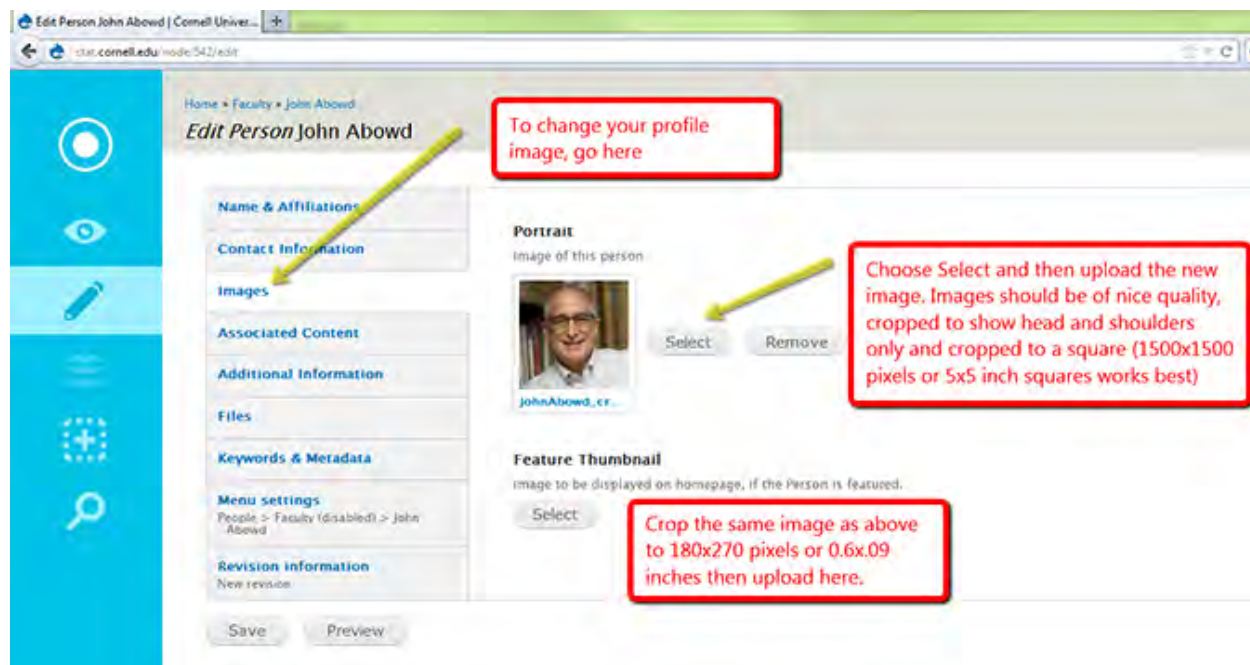 Edit Person John Abowd | Cornell Univer...
stat.cornell.edu/node/542/edit
Home » Faculty » John Abowd
Edit Person John Abowd
To change your profile
image, go here
Name & Affiliations
Contact Information
Images
Associated Content
Additional Information
Files
Keywords & Metadata
Menu settings
People > Faculty (disabled) > John
Abowd
Revision information
New revision
Portrait
Image of this person
Select
Remove
JohnAbowd_cr...
Choose Select and then upload the new
image. Images should be of nice quality,
cropped to show head and shoulders
only and cropped to a square (1500x1500
pixels or 5x5 inch squares works best)
Feature Thumbnail
Image to be displayed on homepage, if the Person is featured.
Select
Crop the same image as above
to 180x270 pixels or 0.6x.09
inches then upload here.
Save
Preview